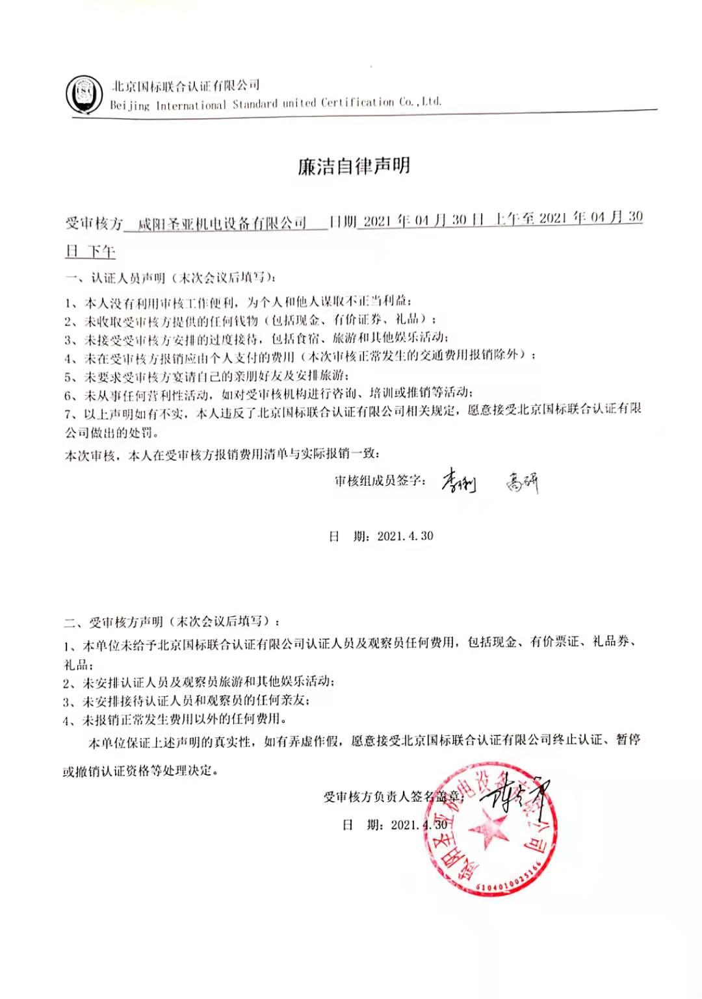 ISC
北京国标联合认证有限公司
Beijing International Standard united Certification Co.,Ltd.
廉洁自律声明
受审核方 咸阳圣亚机电设备有限公司 日期 2021 年 04 月 30 日 上午至 2021 年 04 月 30
日 下午
一、认证人员声明（末次会议后填写）：
1、本人没有利用审核工作便利，为个人和他人谋取不正当利益；
2、未收取受审核方提供的任何钱物（包括现金、有价证券、礼品）；
3、未接受受审核方安排的过度接待，包括食宿、旅游和其他娱乐活动；
4、未在受审核方报销应由个人支付的费用（本次审核正常发生的交通费用报销除外）；
5、未要求受审核方宴请自己的亲朋好友及安排旅游；
6、未从事任何营利性活动，如对受审核机构进行咨询、培训或推销等活动；
7、以上声明如有不实，本人违反了北京国标联合认证有限公司相关规定，愿意接受北京国标联合认证有限
公司做出的处罚。
本次审核，本人在受审核方报销费用清单与实际报销一致：
审核组成员签字： 李俐 高研
日 期：2021.4.30
二、受审核方声明（末次会议后填写）：
1、本单位未给予北京国标联合认证有限公司认证人员及观察员任何费用，包括现金、有价票证、礼品券、
礼品；
2、未安排认证人员及观察员旅游和其他娱乐活动；
3、未安排接待认证人员和观察员的任何亲友；
4、未报销正常发生费用以外的任何费用。
本单位保证上述声明的真实性，如有弄虚作假，愿意接受北京国标联合认证有限公司终止认证、暂停
或撤销认证资格等处理决定。
受审核方负责人签名盖章：
日 期：2021.4.30
咸阳圣亚机电设备有限公司
6104010025166